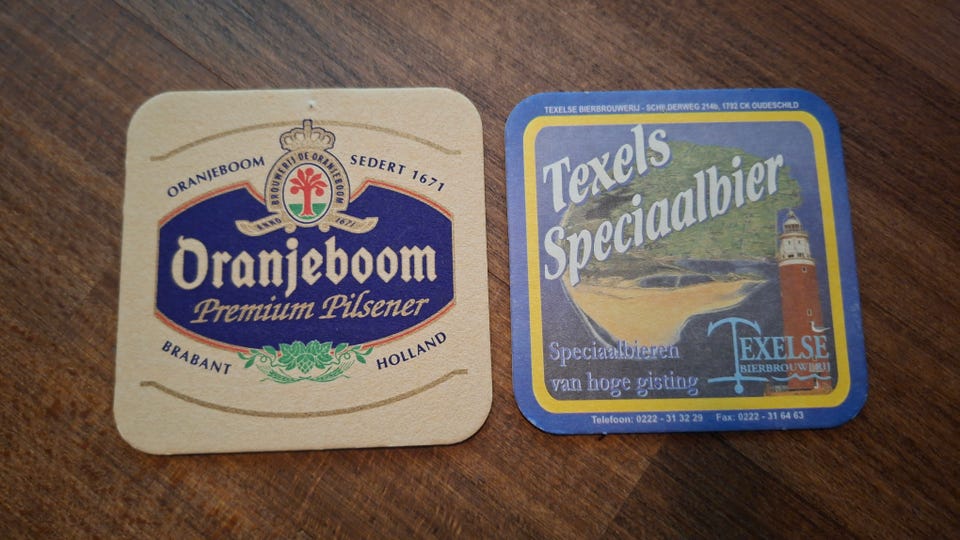 ORANJEBOOM SEDERT 1671
BROUWERIJ DE ORANJEBOOM
ANNO 1671
Oranjeboom
Premium Pilsener
BRABANT HOLLAND
TEXELSE BIERBROUWERIJ - SCHILDERWEG 214b, 1792 CK OUDESCHILD
Texels
Speciaalbier
Speciaalbieren
van hoge gisting
TEXELSE
BIERBROUWERIJ
Telefoon: 0222 - 31 32 29 Fax: 0222 - 31 64 63